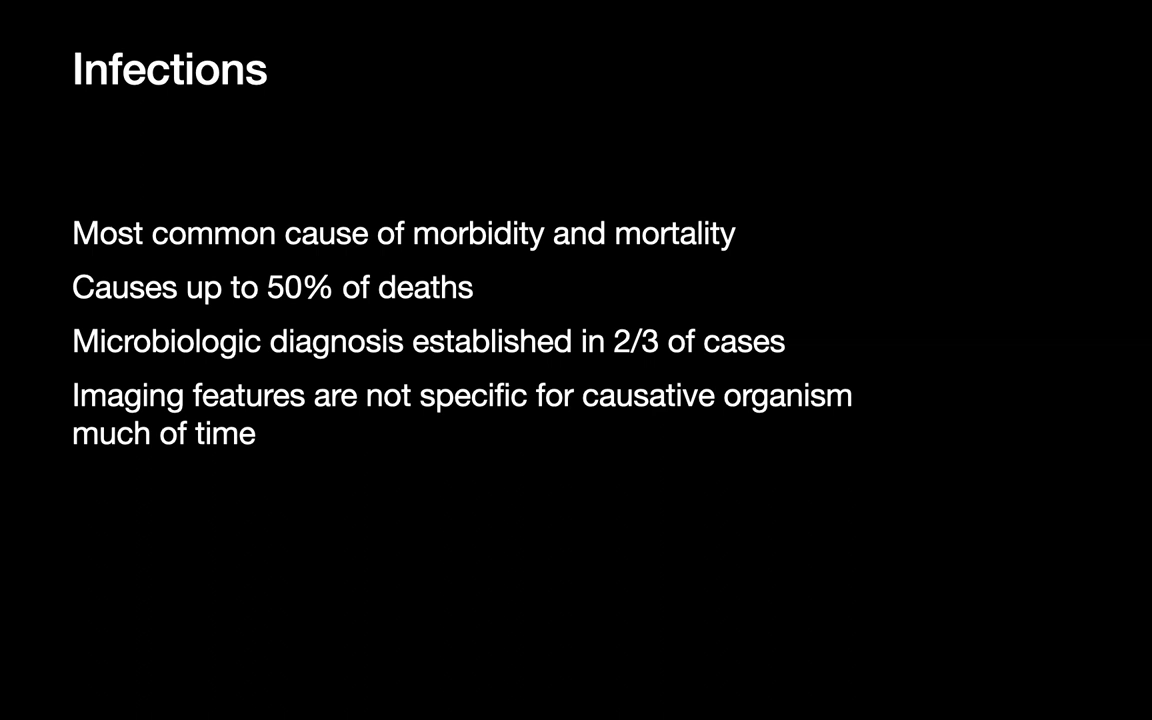 Infections
Most common cause of morbidity and mortality
Causes up to 50% of deaths
Microbiologic diagnosis established in 2/3 of cases
Imaging features are not specific for causative organism
much of time